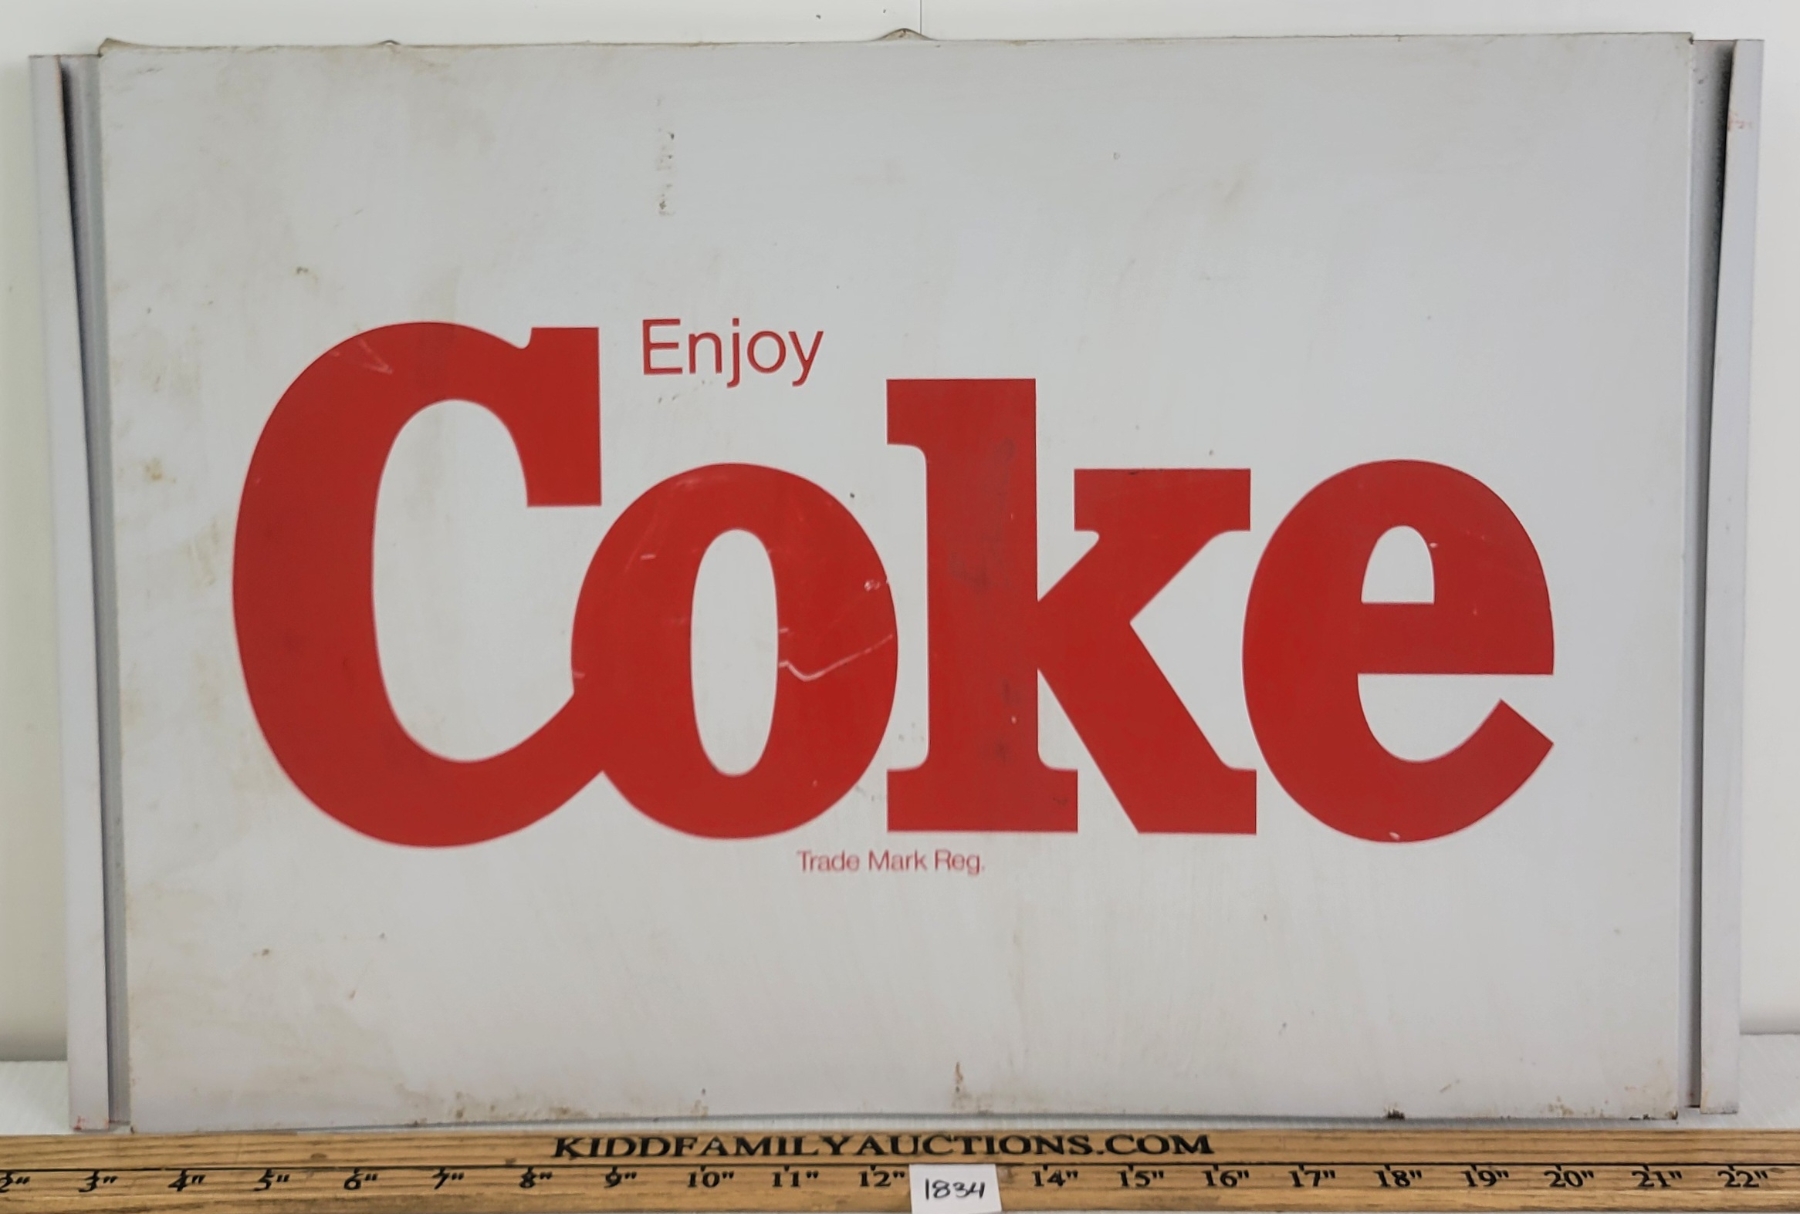 Enjoy
Coke
Trade Mark Reg.
KIDDFAMILYAUCTIONS.COM
2" 3" 4" 5" 6" 7" 8" 9" 10" 11" 12" 14" 15" 16" 17" 18" 19" 20" 21" 22"
1834